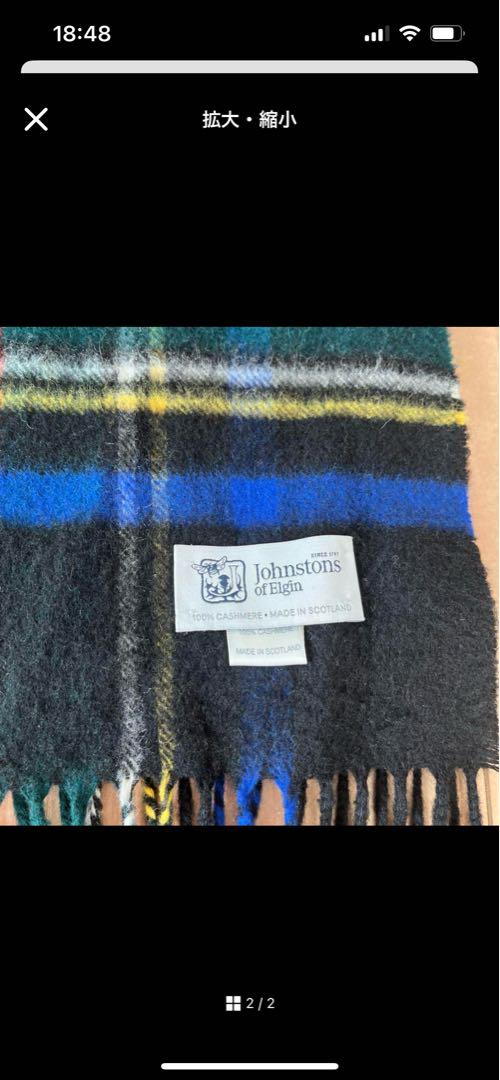 18:48
拡大・縮小
SINCE 1797
Johnstons
of Elgin
100% CASHMERE • MADE IN SCOTLAND
100% CASHMERE
MADE IN SCOTLAND
2 / 2